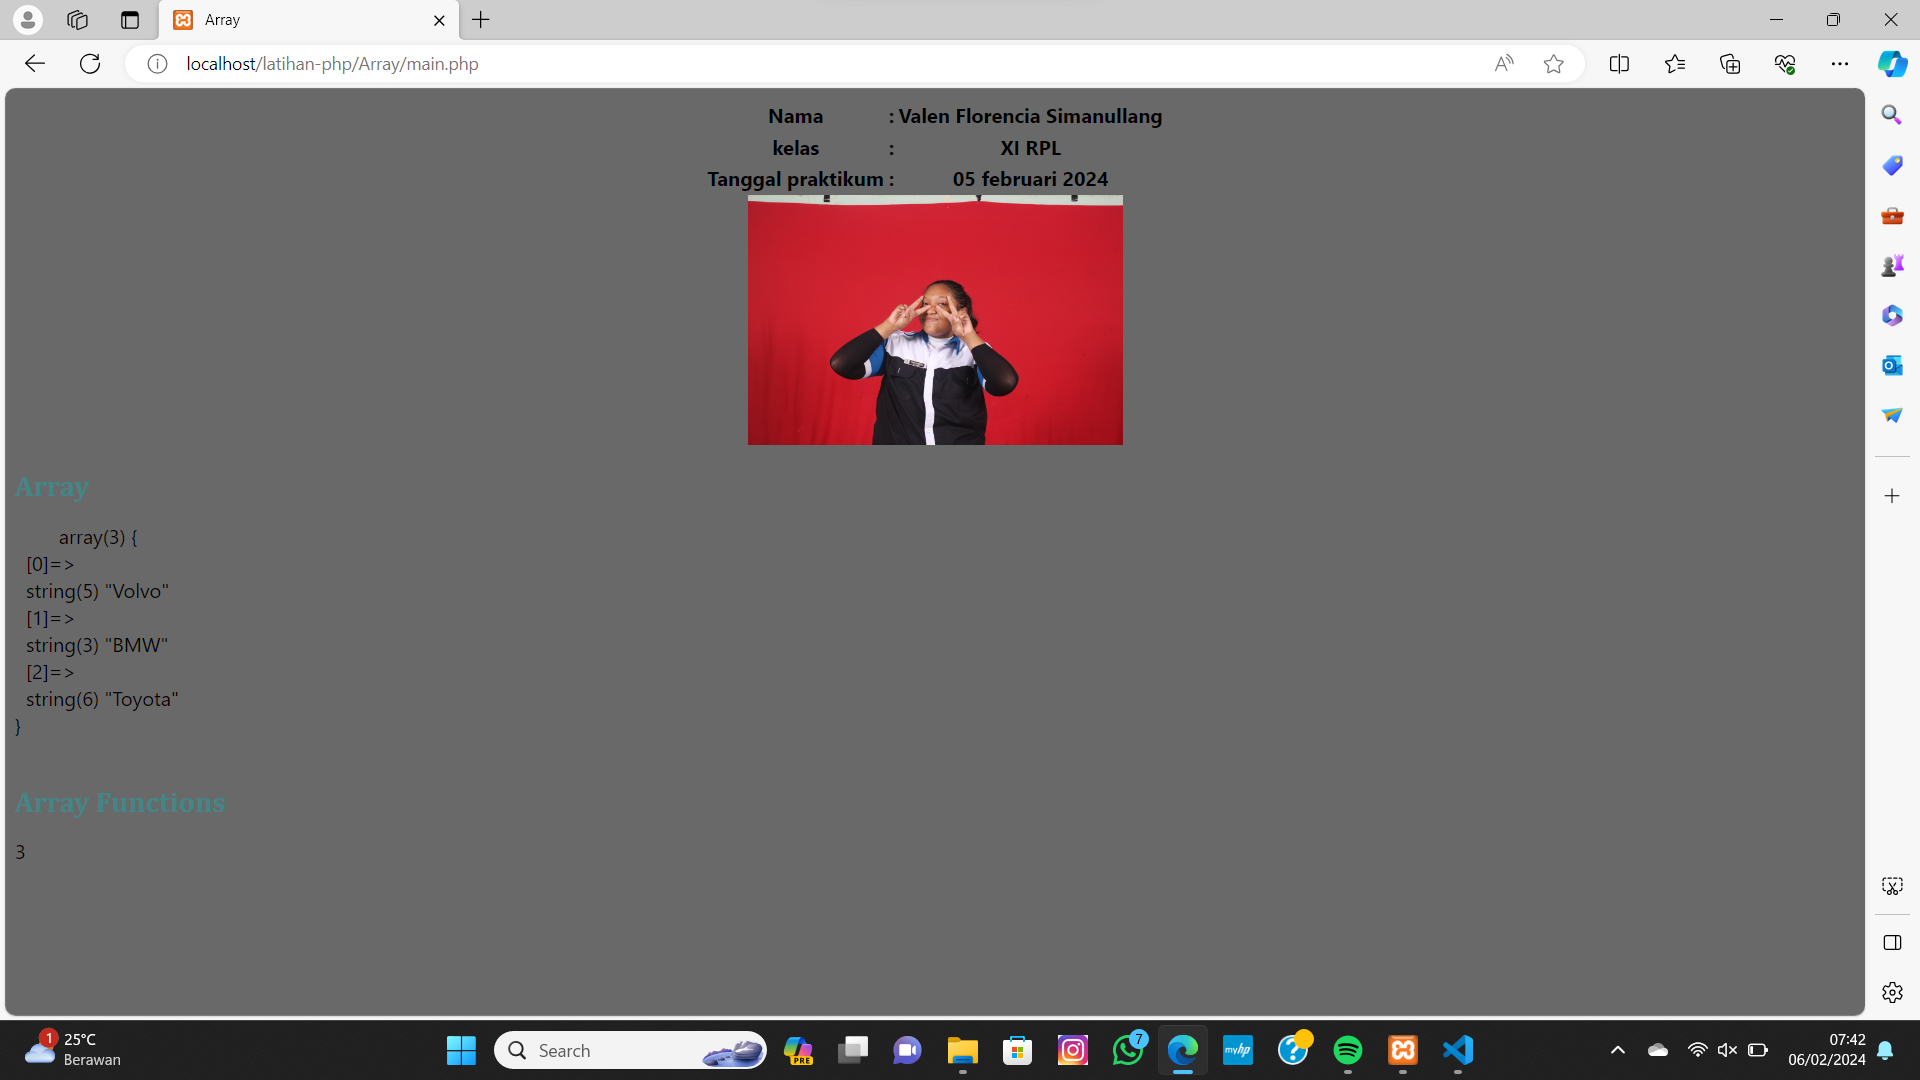 Array
localhost/latihan-php/Array/main.php
Nama : Valen Florencia Simanullang
kelas : XI RPL
Tanggal praktikum : 05 februari 2024
Array
array(3) {
[0]=>
string(5) "Volvo"
[1]=>
string(3) "BMW"
[2]=>
string(6) "Toyota"
}
Array Functions
3
1
25°C
Berawan
Search
PRE
7
myhp
07:42
06/02/2024